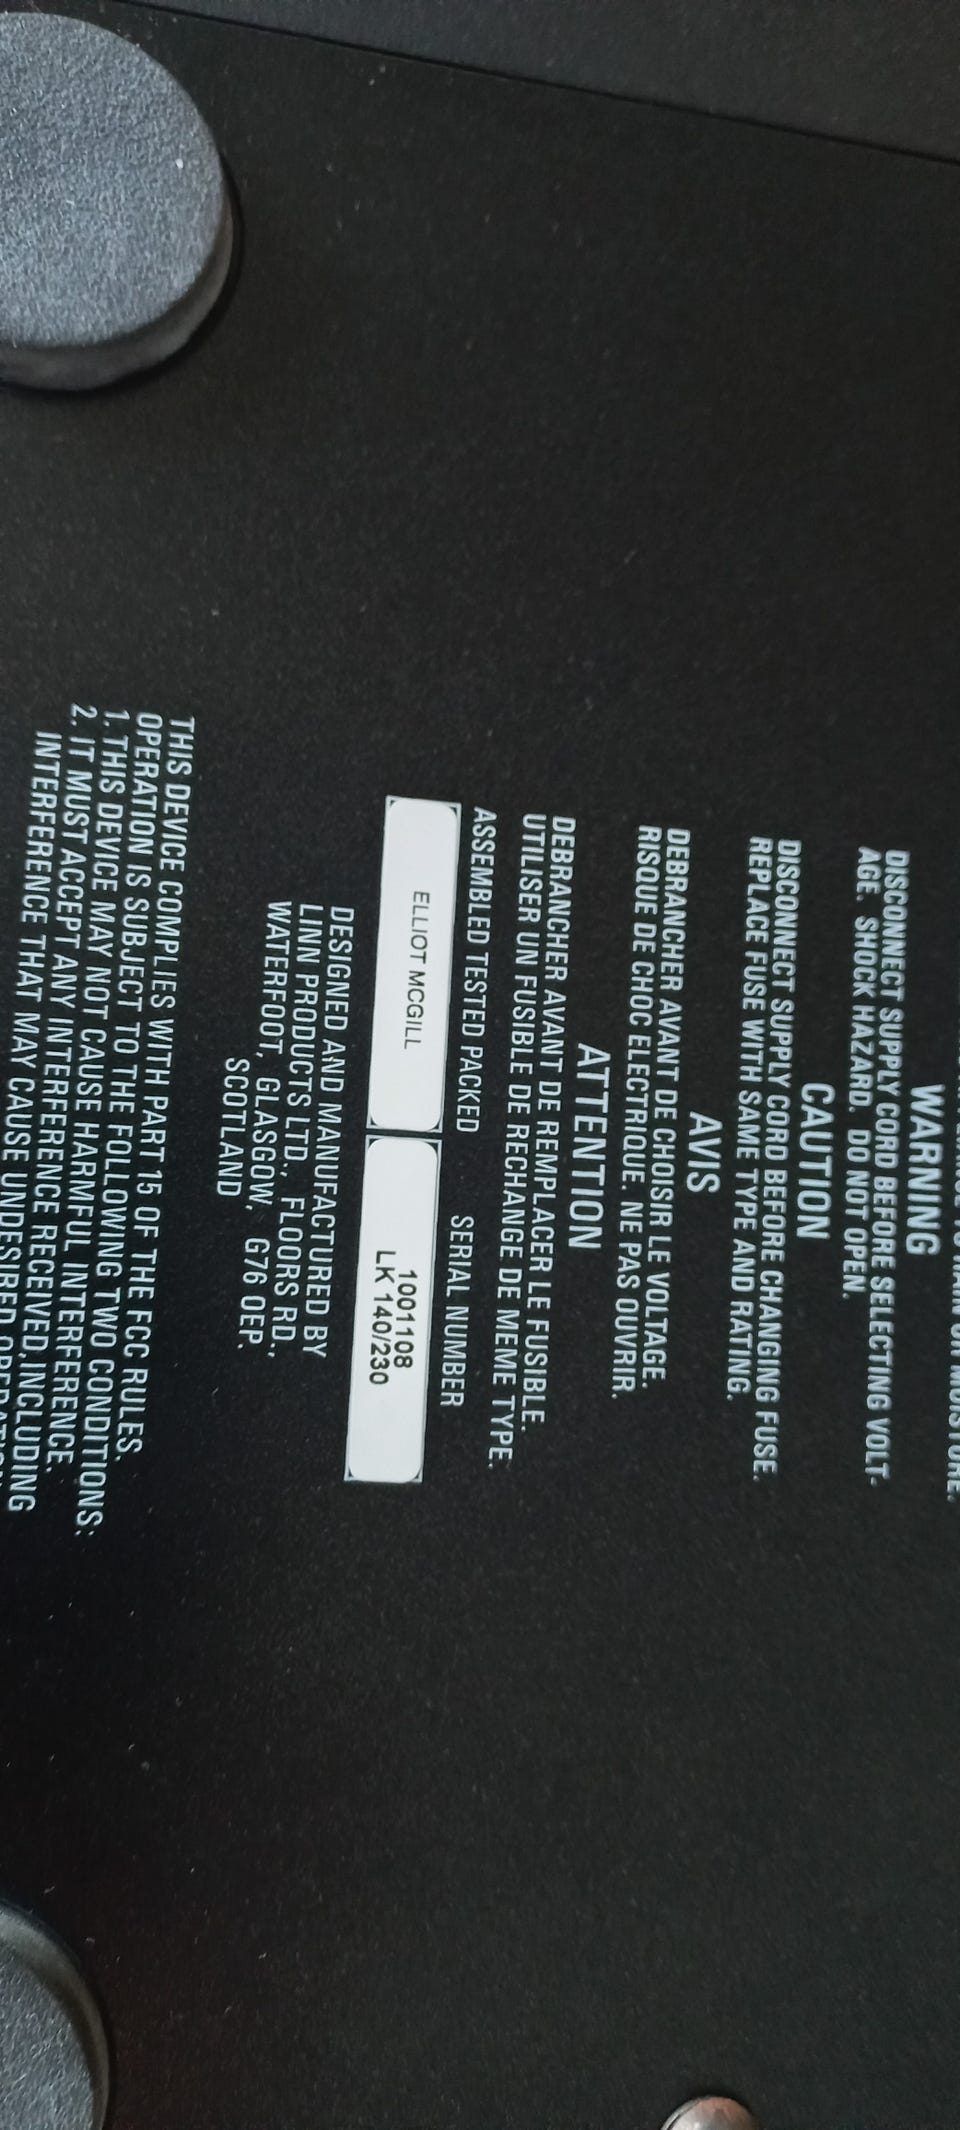 WARNING
DISCONNECT SUPPLY CORD BEFORE SELECTING VOLT-
AGE. SHOCK HAZARD. DO NOT OPEN.
CAUTION
DISCONNECT SUPPLY CORD BEFORE CHANGING FUSE.
REPLACE FUSE WITH SAME TYPE AND RATING.
AVIS
DEBRANCHER AVANT DE CHOISIR LE VOLTAGE.
RISQUE DE CHOC ELECTRIQUE. NE PAS OUVRIR.
ATTENTION
DEBRANCHER AVANT DE REMPLACER LE FUSIBLE.
UTILISER UN FUSIBLE DE RECHANGE DE MEME TYPE.
ASSEMBLED TESTED PACKED SERIAL NUMBER
ELLIOT MCGILL
1001108
LK 140/230
DESIGNED AND MANUFACTURED BY
LINN PRODUCTS LTD., FLOORS RD.,
WATERFOOT, GLASGOW, G76 0EP.
SCOTLAND
THIS DEVICE COMPLIES WITH PART 15 OF THE FCC RULES.
OPERATION IS SUBJECT TO THE FOLLOWING TWO CONDITIONS:
1. THIS DEVICE MAY NOT CAUSE HARMFUL INTERFERENCE.
2. IT MUST ACCEPT ANY INTERFERENCE RECEIVED, INCLUDING
INTERFERENCE THAT MAY CAUSE UNDESIRED